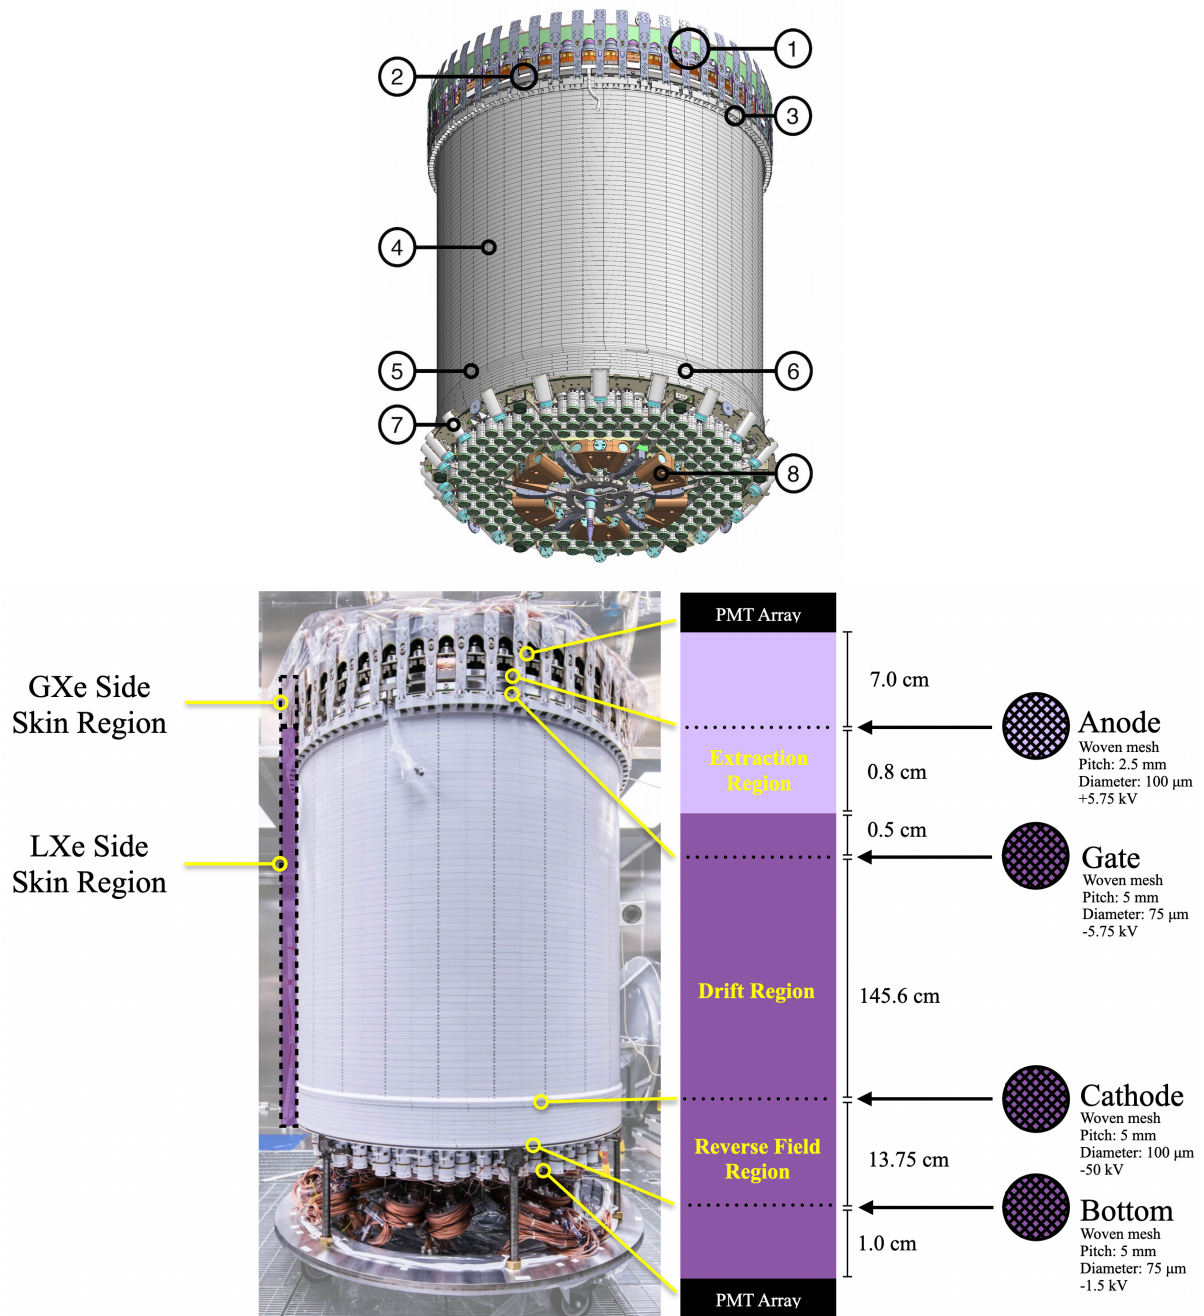 1
2
3
4
5
6
7
8
PMT Array
GXe Side
Skin Region
7.0 cm
Anode
Woven mesh
Pitch: 2.5 mm
Diameter: 100 μm
+5.75 kV
Extraction
Region
0.8 cm
0.5 cm
LXe Side
Skin Region
Gate
Woven mesh
Pitch: 5 mm
Diameter: 75 μm
-5.75 kV
Drift Region
145.6 cm
Cathode
Woven mesh
Pitch: 5 mm
Diameter: 100 μm
-50 kV
Reverse Field
Region
13.75 cm
Bottom
Woven mesh
Pitch: 5 mm
Diameter: 75 μm
-1.5 kV
1.0 cm
PMT Array